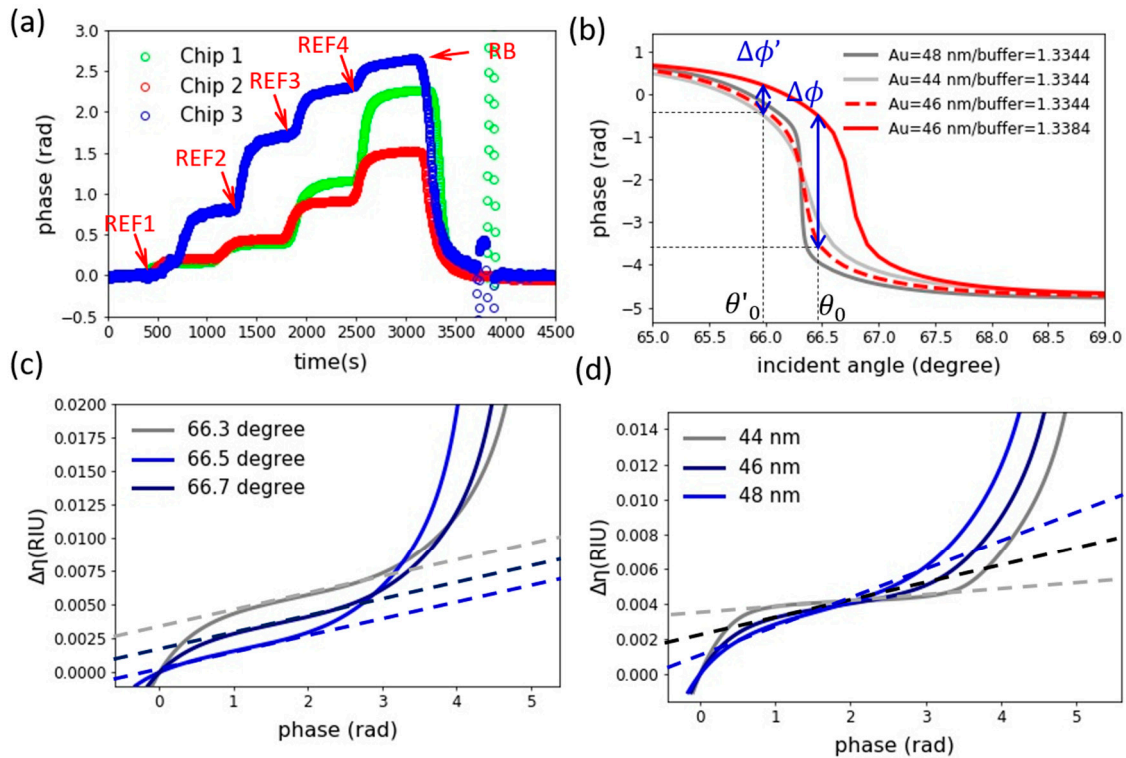 (a)
3.0
2.5
2.0
1.5
1.0
0.5
0.0
−0.5
phase (rad)
Chip 1
Chip 2
Chip 3
REF1
REF2
REF3
REF4
RB
0
500
1000
1500
2000
2500
3000
3500
4000
4500
time(s)
(b)
1
0
−1
−2
−3
−4
−5
phase (rad)
Δϕ’
Δϕ
Au=48 nm/buffer=1.3344
Au=44 nm/buffer=1.3344
Au=46 nm/buffer=1.3344
Au=46 nm/buffer=1.3384
θ'₀
θ₀
65.0
65.5
66.0
66.5
67.0
67.5
68.0
68.5
69.0
incident angle (degree)
(c)
0.0200
0.0175
0.0150
0.0125
0.0100
0.0075
0.0050
0.0025
0.0000
Δη(RIU)
66.3 degree
66.5 degree
66.7 degree
0
1
2
3
4
5
phase (rad)
(d)
0.014
0.012
0.010
0.008
0.006
0.004
0.002
0.000
Δη(RIU)
44 nm
46 nm
48 nm
0
1
2
3
4
5
phase (rad)